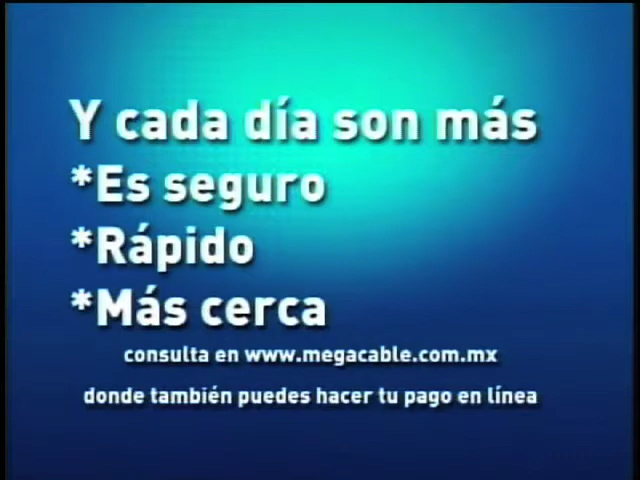 Y cada día son más
*Es seguro
*Rápido
*Más cerca
consulta en www.megacable.com.mx
donde también puedes hacer tu pago en línea